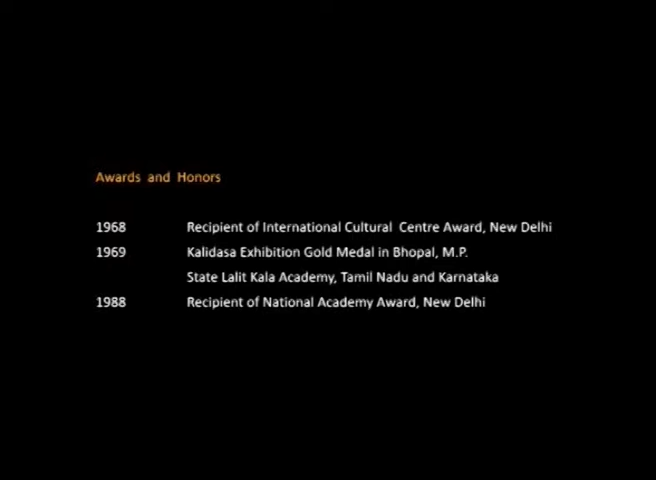 Awards and Honors
1968 Recipient of International Cultural Centre Award, New Delhi
1969 Kalidasa Exhibition Gold Medal in Bhopal, M.P.
State Lalit Kala Academy, Tamil Nadu and Karnataka
1988 Recipient of National Academy Award, New Delhi